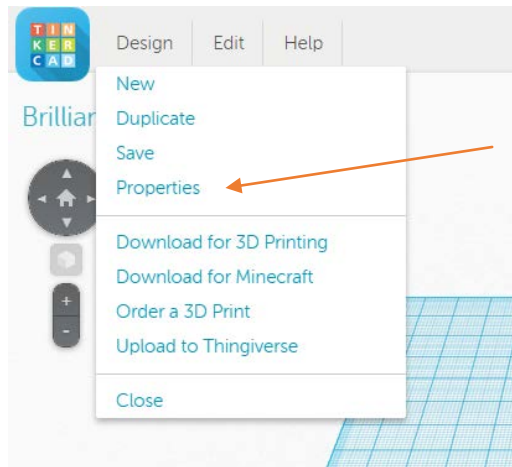 TIN
KER
CAD
Design Edit Help
New
Brilliar
Duplicate
Save
Properties
Download for 3D Printing
Download for Minecraft
Order a 3D Print
Upload to Thingiverse
+
-
Close